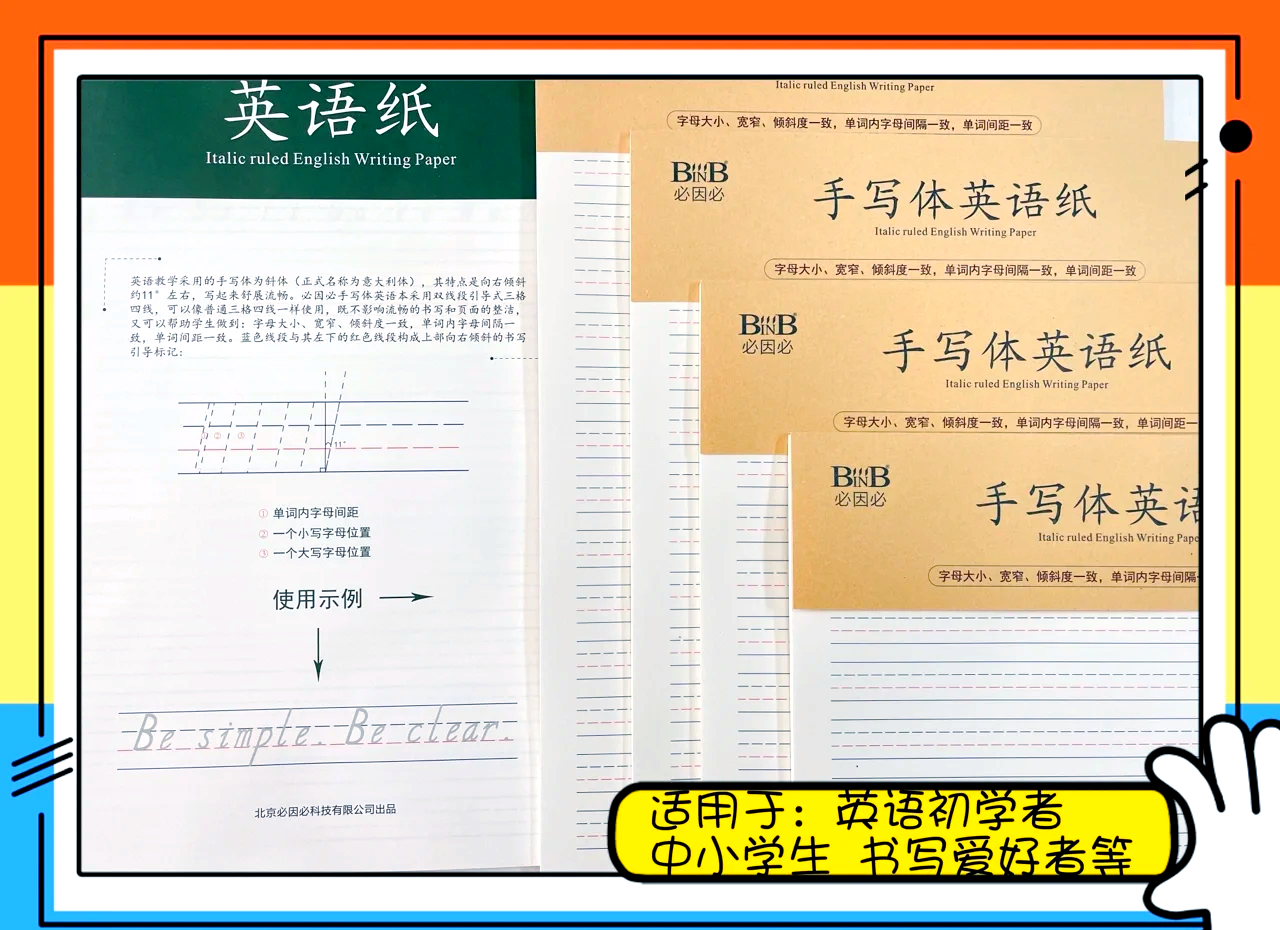 英语纸
Italic ruled English Writing Paper
英语教学采用的手写体为斜体（正式名称为意大利体），其特点是向右倾斜
约11°左右，写起来舒展流畅。必因必手写体英语本采用双线段引导式三格
四线，可以像普通三格四线一样使用，既不影响流畅的书写和页面的整洁，
又可以帮助学生做到：字母大小、宽窄、倾斜度一致，单词内字母间隔一
致，单词间距一致。蓝色线段与其左下的红色线段构成上部向右倾斜的书写
引导标记：
① ② ③
11°
① 单词内字母间距
② 一个小写字母位置
③ 一个大写字母位置
使用示例
Be simple. Be clear.
北京必因必科技有限公司出品
Italic ruled English Writing Paper
字母大小、宽窄、倾斜度一致，单词内字母间隔一致，单词间距一致
BINB®
必因必
手写体英语纸
Italic ruled English Writing Paper
字母大小、宽窄、倾斜度一致，单词内字母间隔一致，单词间距一致
BINB®
必因必
手写体英语纸
Italic ruled English Writing Paper
字母大小、宽窄、倾斜度一致，单词内字母间隔一致，单词间距一
BINB®
必因必
手写体英语
Italic ruled English Writing Pape
字母大小、宽窄、倾斜度一致，单词内字母间隔
适用于：英语初学者
中小学生 书写爱好者等